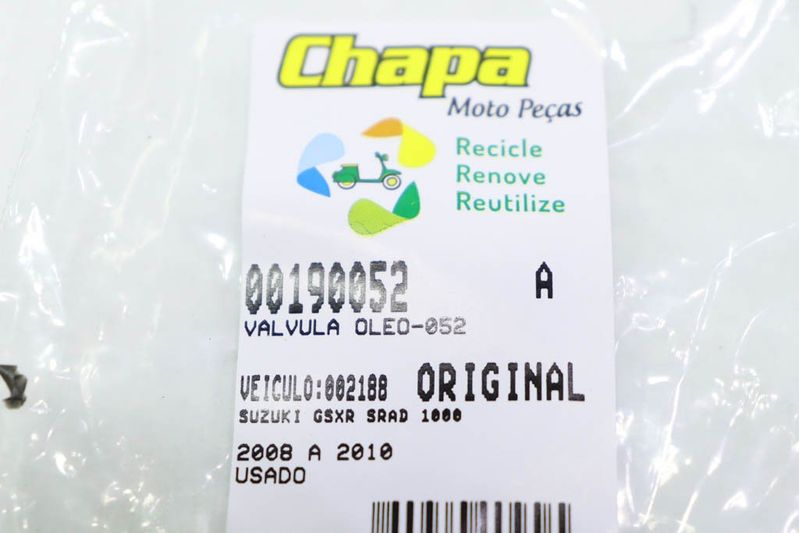 Chapa
Moto Peças
Recicle
Renove
Reutilize
00190052 A
VALVULA OLEO-052
VEICULO:002188 ORIGINAL
SUZUKI GSXR SRAD 1000
2008 A 2010
USADO